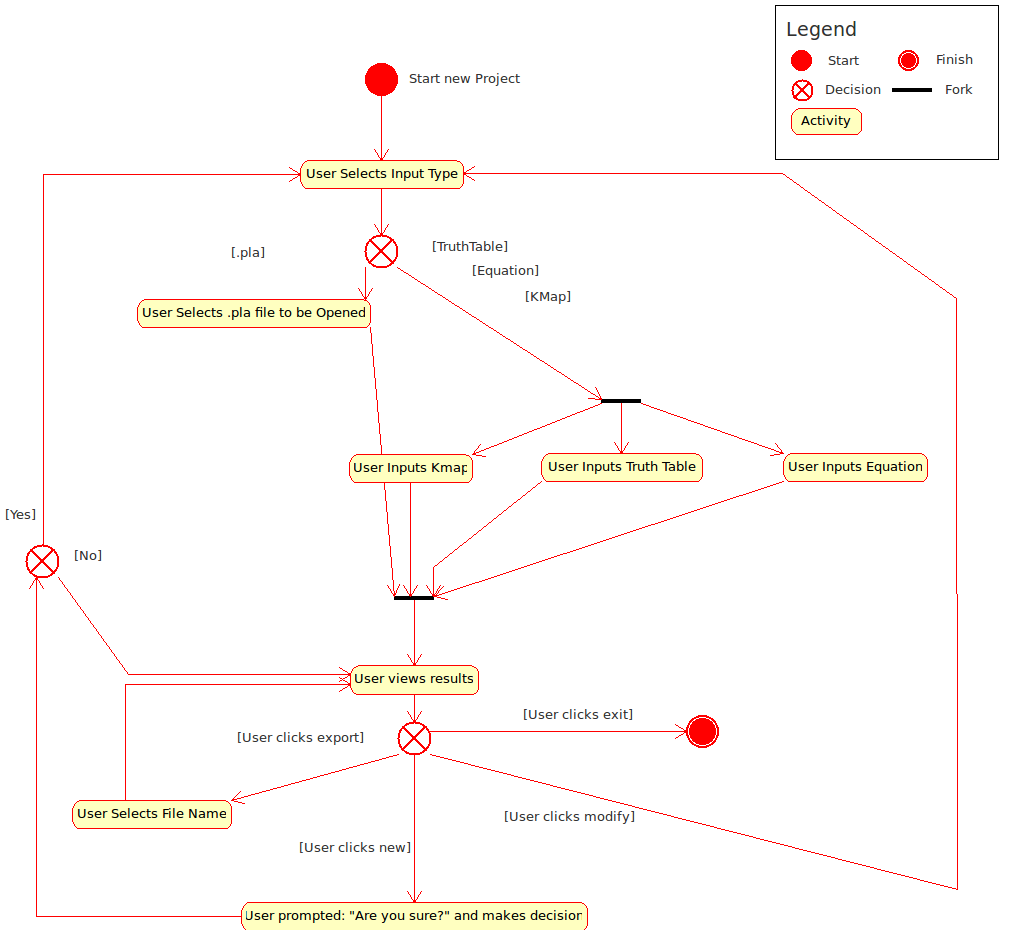 Legend
Start
Finish
Decision
Fork
Activity
Start new Project
User Selects Input Type
[.pla]
[TruthTable]
[Equation]
[KMap]
User Selects .pla file to be Opened
User Inputs Kmap
User Inputs Truth Table
User Inputs Equation
[Yes]
[No]
User views results
[User clicks exit]
[User clicks export]
User Selects File Name
[User clicks modify]
[User clicks new]
User prompted: "Are you sure?" and makes decision